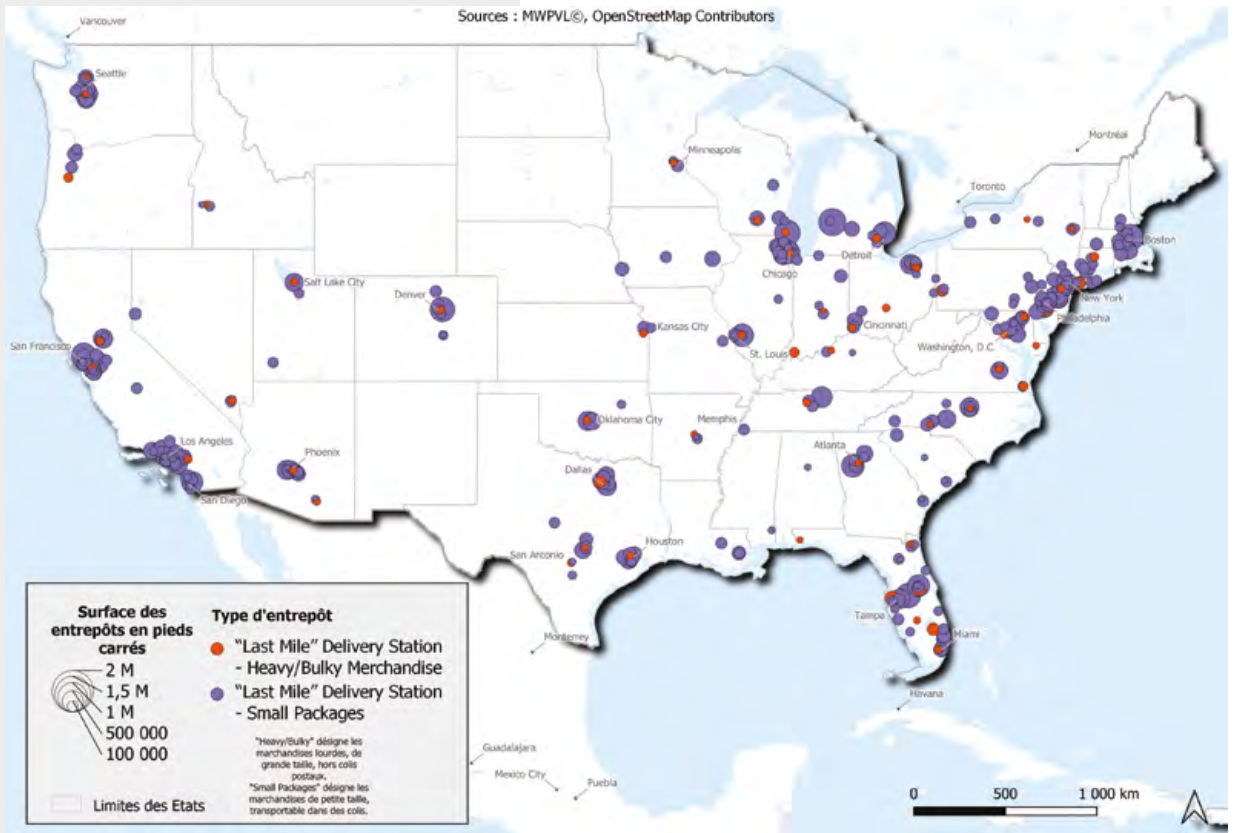 Sources : MWPVL©, OpenStreetMap Contributors
Vancouver
Seattle
Montréal
Minneapolis
Toronto
Boston
Detroit
Chicago
Salt Lake City
Denver
New York
Philadelphia
Kansas City
Cincinnati
San Francisco
St. Louis
Washington, D.C.
Oklahoma City
Memphis
Los Angeles
Phoenix
Atlanta
Dallas
San Diego
Houston
San Antonio
Tampa
Miami
Monterrey
Havana
Guadalajara
Mexico City
Puebla
Surface des
entrepôts en pieds
carrés
2 M
1,5 M
1 M
500 000
100 000
Limites des Etats
Type d'entrepôt
"Last Mile" Delivery Station
- Heavy/Bulky Merchandise
"Last Mile" Delivery Station
- Small Packages
"Heavy/Bulky" désigne les
marchandises lourdes, de
grande taille, hors colis
postaux.
"Small Packages" désigne les
marchandises de petite taille,
transportable dans des colis.
0 500 1 000 km